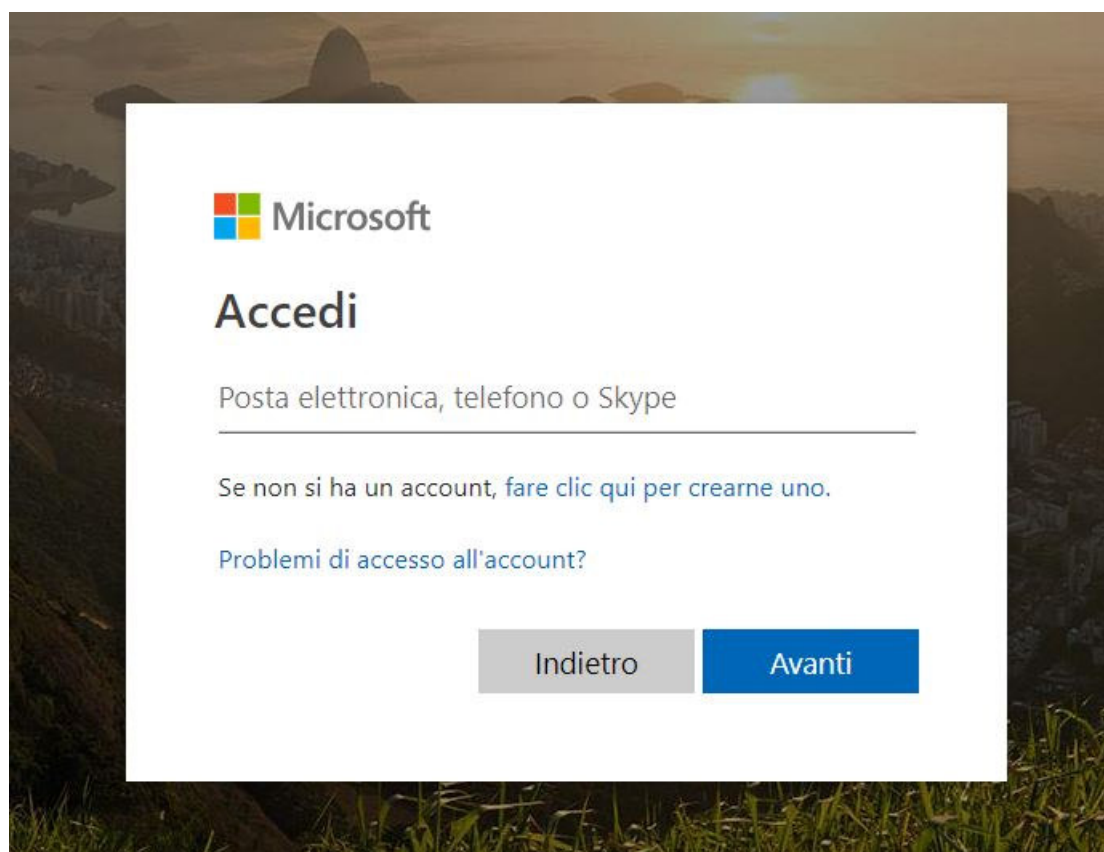 Microsoft
Accedi
Posta elettronica, telefono o Skype
Se non si ha un account, fare clic qui per crearne uno.
Problemi di accesso all'account?
Indietro
Avanti